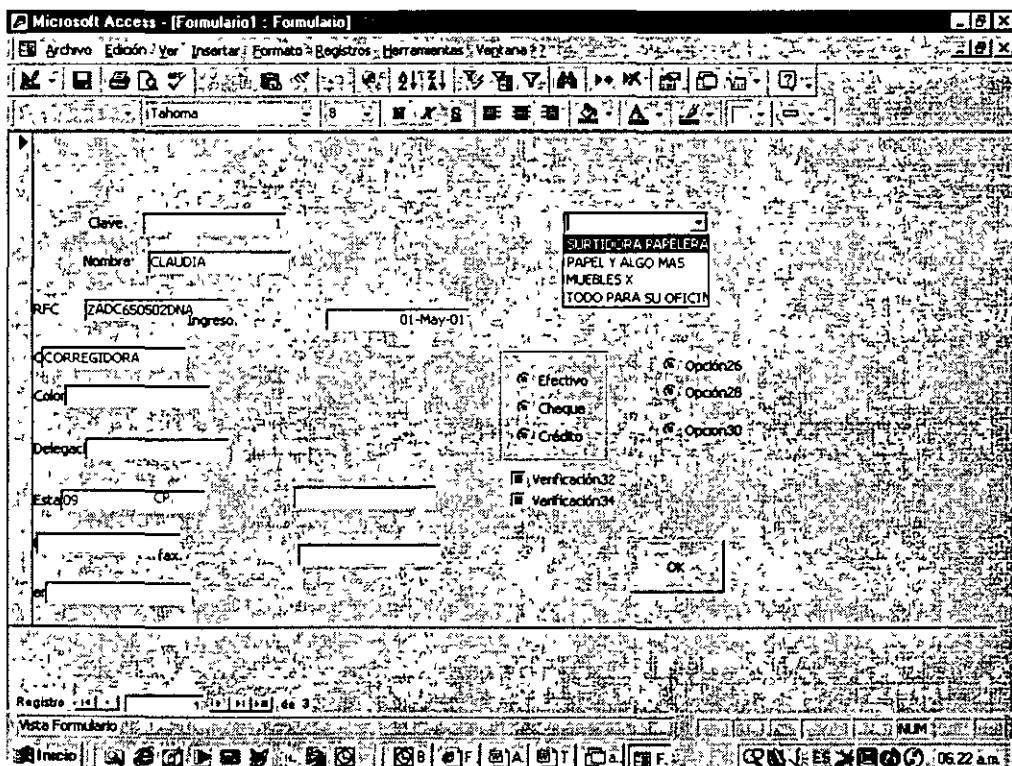 Microsoft Access - [Formulario1 : Formulario]
Archivo Edición Ver Insertar Formato Registros Herramientas Ventana ?
Tahoma 8 N K S
Clave 1
Nombre: CLAUDIA
RFC ZADC650502DNA
Ingreso. 01-May-01
CORREGIDORA
Color
Delegaci
Esta 09 CP.
fax.
SURTIDORA PAPELERA
PAPEL Y ALGO MAS
MUEBLES X
TODO PARA SU OFICIN
Efectivo
Cheque
Crédito
Opción26
Opción28
Opción30
Verificación32
Verificación34
OK
Registro 1 de 3
Vista Formulario NUM
Inicio B F A T a F. ES 06.22 a.m.